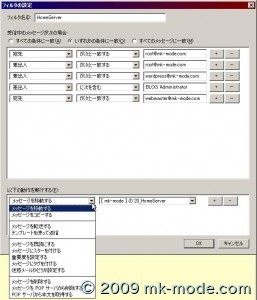 フィルタの設定
フィルタ名(I): HomeServer
受信中のメッセージが次の場合:
すべての条件に一致(A) いずれかの条件に一致(O) すべてのメッセージに一致(M)
宛先 が次と一致する root@mk-mode.com + -
差出人 が次と一致する root@mk-mode.com + -
差出人 が次と一致する wordpress@mk-mode.com + -
差出人 に次を含む BLOG Administrator + -
宛先 が次と一致する webmaster@mk-mode.com + -
以下の動作を実行する(P):
メッセージを移動する [ mk-mode ] の 20_HomeServer + -
メッセージを移動する
メッセージをコピーする
メッセージを転送する
テンプレートを使って返信
メッセージを既読にする
メッセージにスターを付ける
重要度を設定する
メッセージにタグを付ける
迷惑メールかどうか設定する
メッセージを削除する
メッセージを POP サーバから削除する
POP サーバから本文を取得する
OK キャンセル
© 2009 mk-mode.com